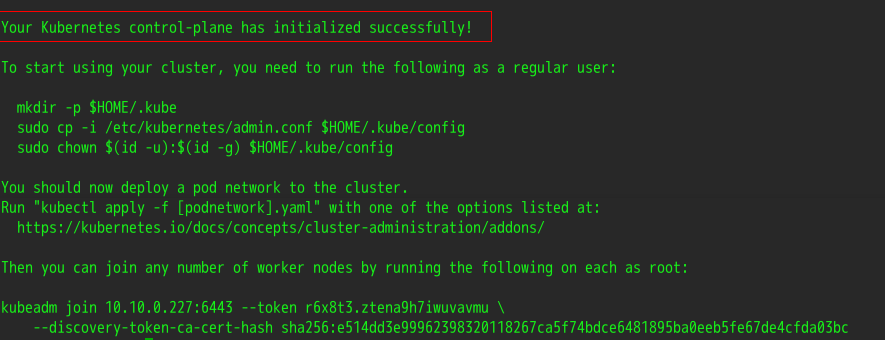 Your Kubernetes control-plane has initialized successfully!
To start using your cluster, you need to run the following as a regular user:
mkdir -p $HOME/.kube
sudo cp -i /etc/kubernetes/admin.conf $HOME/.kube/config
sudo chown $(id -u):$(id -g) $HOME/.kube/config
You should now deploy a pod network to the cluster.
Run "kubectl apply -f [podnetwork].yaml" with one of the options listed at:
https://kubernetes.io/docs/concepts/cluster-administration/addons/
Then you can join any number of worker nodes by running the following on each as root:
kubeadm join 10.10.0.227:6443 --token r6x8t3.ztena9h7iwuvavmu \
--discovery-token-ca-cert-hash sha256:e514dd3e99962398320118267ca5f74bdce6481895ba0eeb5fe67de4cfda03bc